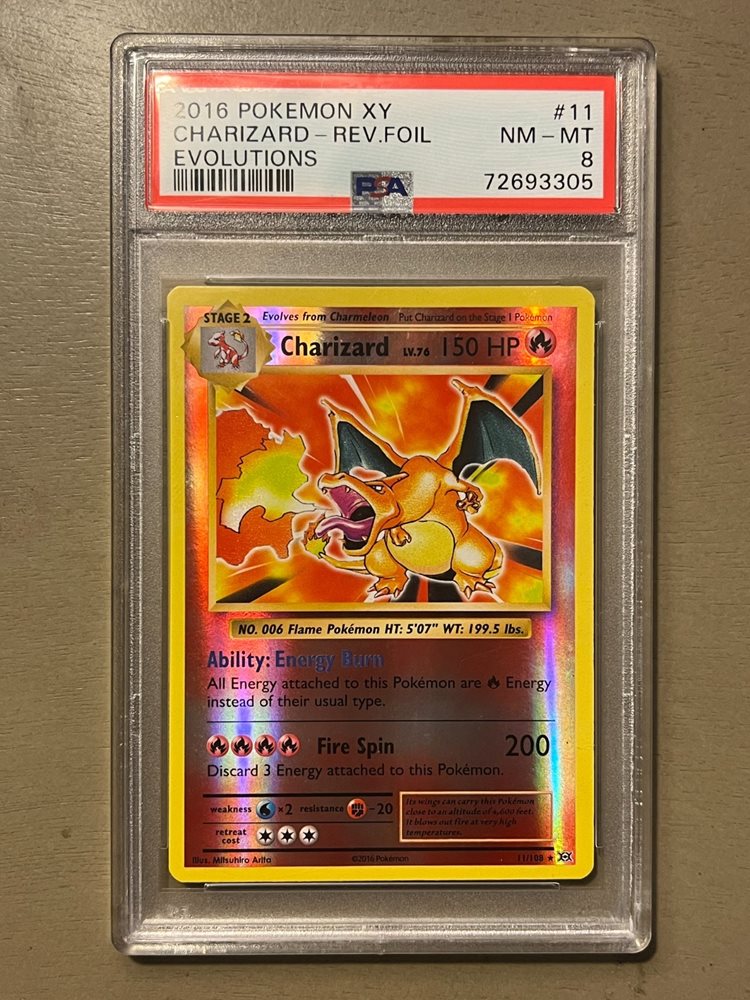 2016 POKEMON XY #11
CHARIZARD - REV.FOIL NM - MT
EVOLUTIONS 8
PSA 72693305
STAGE 2 Evolves from Charmeleon Put Charizard on the Stage 1 Pokémon
Charizard LV.76 150 HP
NO. 006 Flame Pokémon HT: 5'07" WT: 199.5 lbs.
Ability: Energy Burn
All Energy attached to this Pokémon are Energy
instead of their usual type.
Fire Spin 200
Discard 3 Energy attached to this Pokémon.
weakness ×2 resistance -20
retreat
cost
Its wings can carry this Pokémon
close to an altitude of 4,600 feet.
It blows out fire at very high
temperatures.
Illus. Mitsuhiro Arita ©2016 Pokémon 11/108 ★